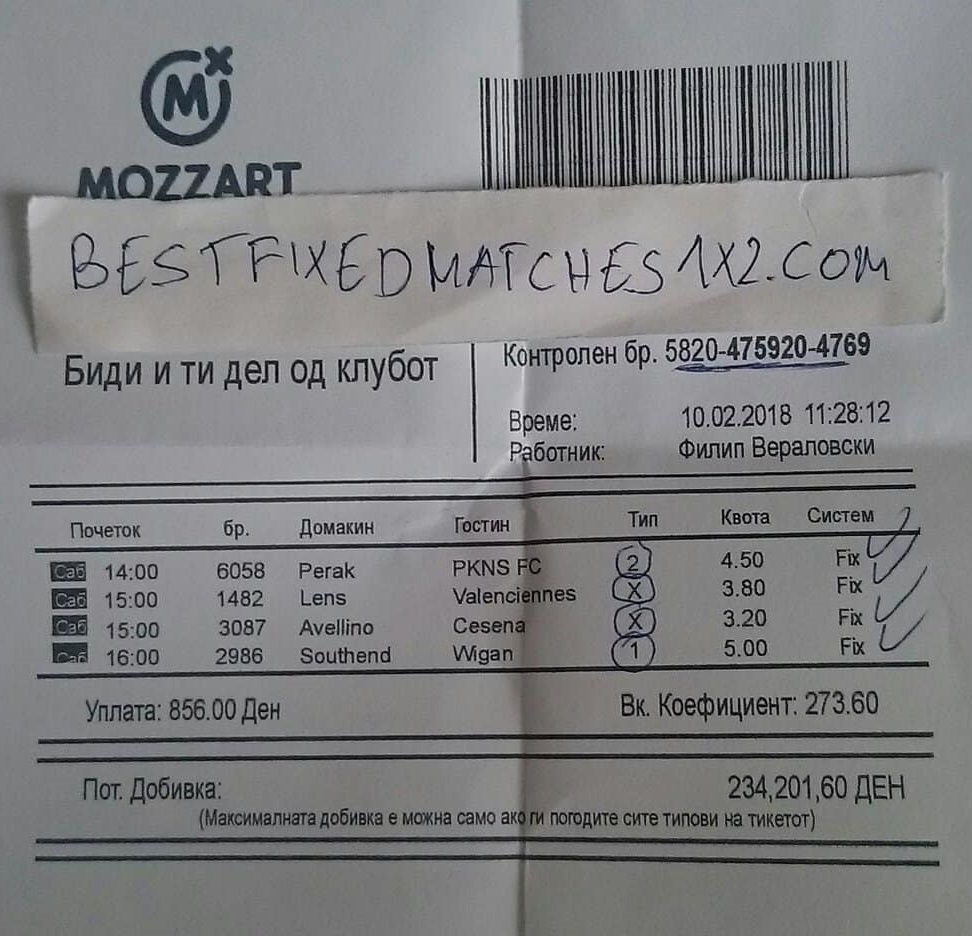 MOZZART
BESTFIXEDMATCHES1X2.COM
Биди и ти дел од клубот
Контролен бр. 5820-475920-4769
Време: 10.02.2018 11:28:12
Работник: Филип Вераловски
Почеток бр. Домакин Гостин Тип Квота Систем
Саб 14:00 6058 Perak PKNS FC 2 4.50 Fix
Саб 15:00 1482 Lens Valenciennes X 3.80 Fix
Саб 15:00 3087 Avellino Cesena X 3.20 Fix
Саб 16:00 2986 Southend Wigan 1 5.00 Fix
Уплата: 856.00 Ден Вк. Коефициент: 273.60
Пот. Добивка: 234,201,60 ДЕН
(Максималната добивка е можна само ако ги погодите сите типови на тикетот)